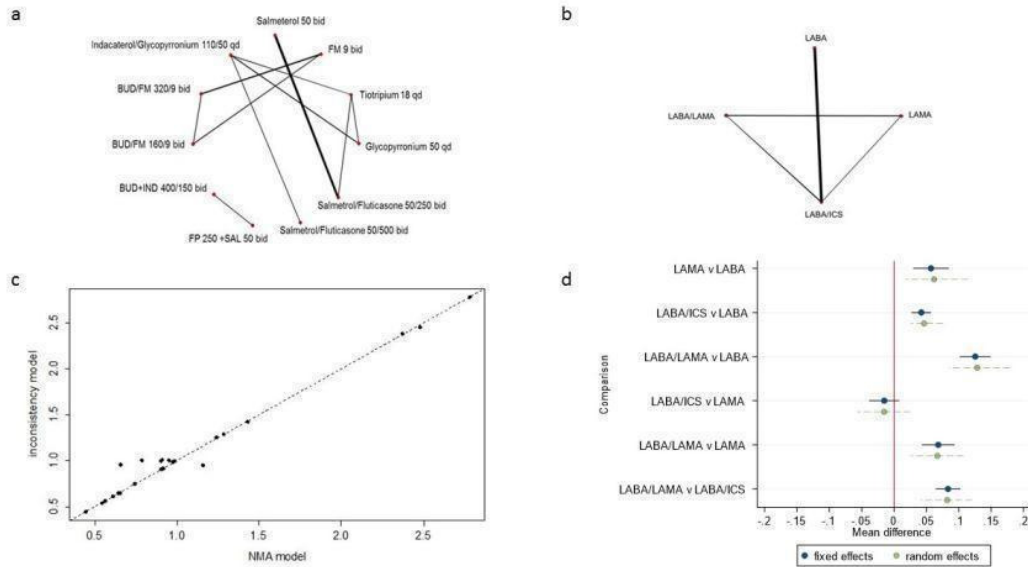 a
Salmeterol 50 bid
Indacaterol/Glycopyrronium 110/50 qd
FM 9 bid
BUD/FM 320/9 bid
Tiotripium 18 qd
BUD/FM 160/9 bid
Glycopyrronium 50 qd
BUD+IND 400/150 bid
Salmetrol/Fluticasone 50/250 bid
FP 250 +SAL 50 bid
Salmetrol/Fluticasone 50/500 bid
b
LABA
LABA/LAMA
LAMA
LABA/ICS
c
inconsistency model
2.5
2.0
1.5
1.0
0.5
0.5 1.0 1.5 2.0 2.5
NMA model
d
Comparison
LAMA v LABA
LABA/ICS v LABA
LABA/LAMA v LABA
LABA/ICS v LAMA
LABA/LAMA v LAMA
LABA/LAMA v LABA/ICS
-.2 -.15 -.1 -.05 0 .05 .1 .15 .2
Mean difference
fixed effects random effects